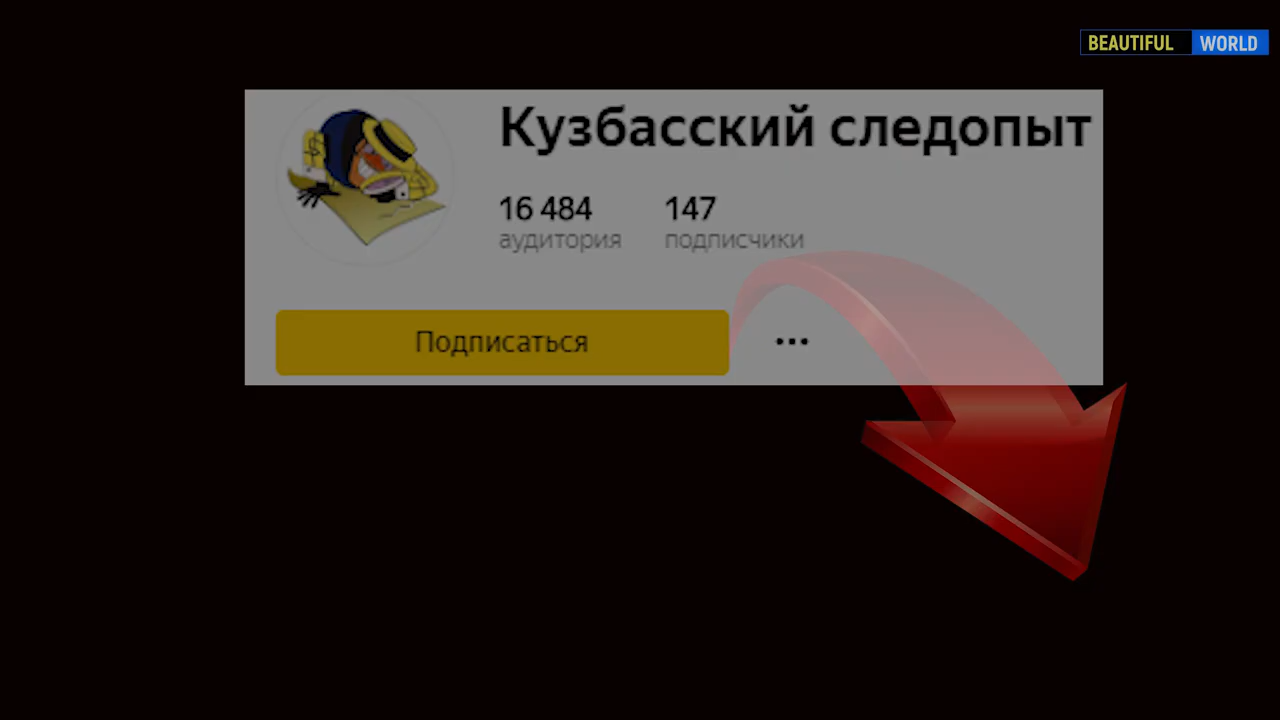 BEAUTIFUL WORLD
Кузбасский следопыт
16 484 147
аудитория подписчики
Подписаться